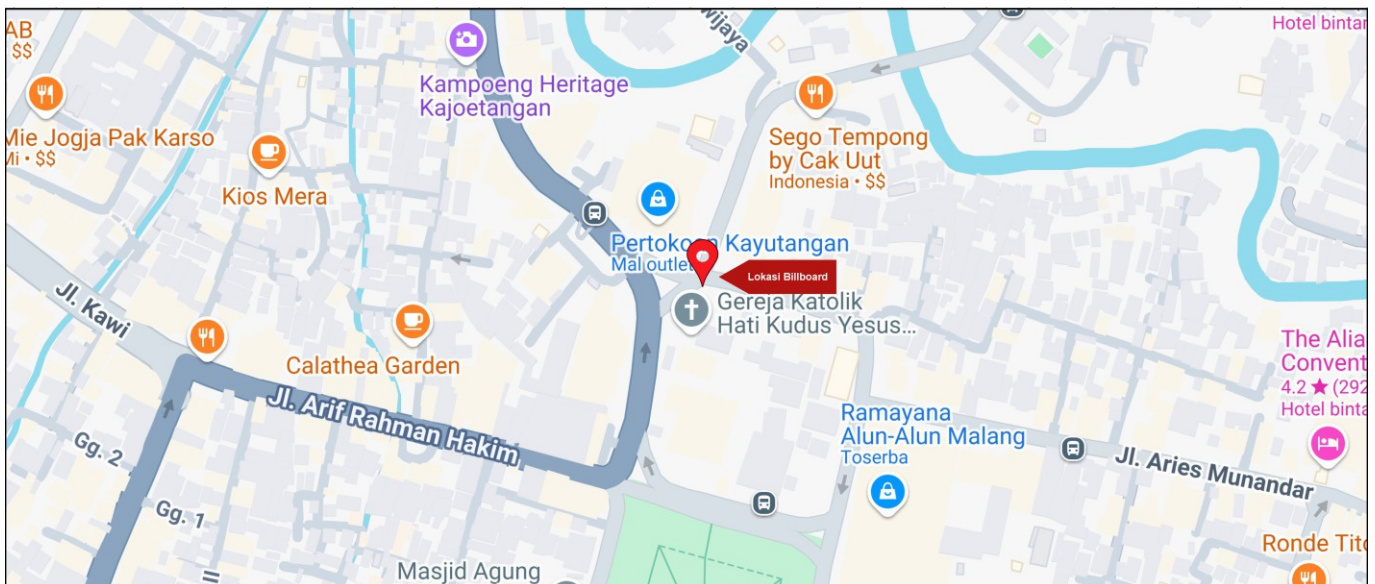 AB
$$
Hotel bintan
Kampoeng Heritage
Kajoetangan
wijaya
Mie Jogja Pak Karso
Mi • $$
Kios Mera
Sego Tempong
by Cak Uut
Indonesia • $$
Pertokoan Kayutangan
Mal outlet
Lokasi Billboard
Gereja Katolik
Hati Kudus Yesus...
Jl. Kawi
Calathea Garden
The Alia
Convent
4.2 ★ (292
Hotel binta
Jl. Arif Rahman Hakim
Ramayana
Alun-Alun Malang
Toserba
Jl. Aries Munandar
Gg. 2
Gg. 1
Masjid Agung
Ronde Tito